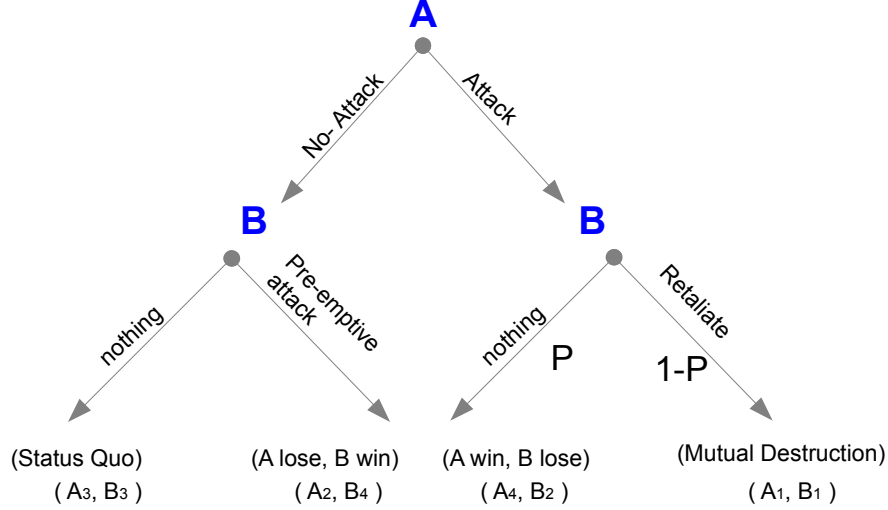 A
No- Attack
Attack
B
B
nothing
Pre-emptive
attack
nothing
P
Retaliate
1-P
(Status Quo)
(A lose, B win)
(A win, B lose)
(Mutual Destruction)
( A3, B3 )
( A2, B4 )
( A4, B2 )
( A1, B1 )